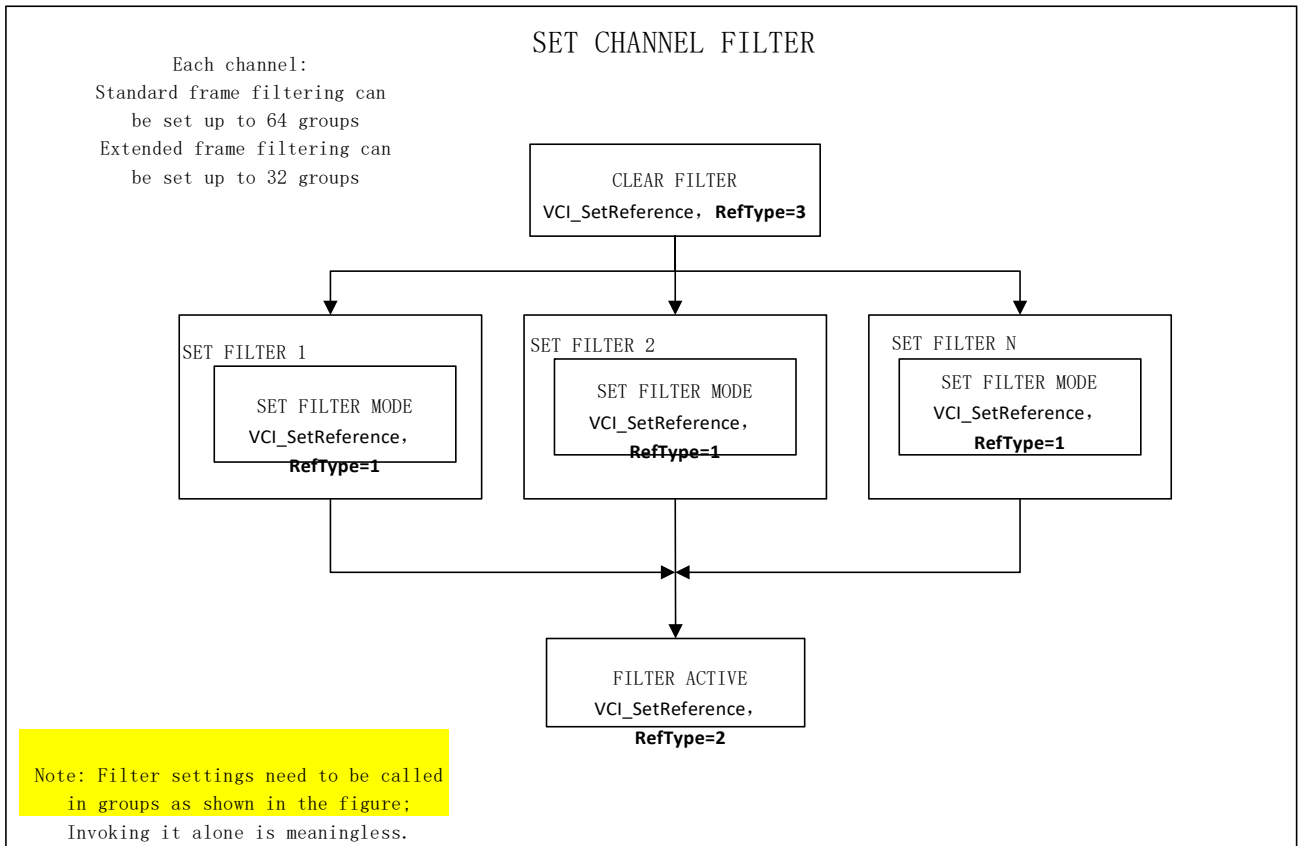 SET CHANNEL FILTER
Each channel:
Standard frame filtering can
be set up to 64 groups
Extended frame filtering can
be set up to 32 groups
CLEAR FILTER
VCI_SetReference, RefType=3
SET FILTER 1
SET FILTER MODE
VCI_SetReference,
RefType=1
SET FILTER 2
SET FILTER MODE
VCI_SetReference,
RefType=1
SET FILTER N
SET FILTER MODE
VCI_SetReference,
RefType=1
FILTER ACTIVE
VCI_SetReference,
RefType=2
Note: Filter settings need to be called
in groups as shown in the figure;
Invoking it alone is meaningless.